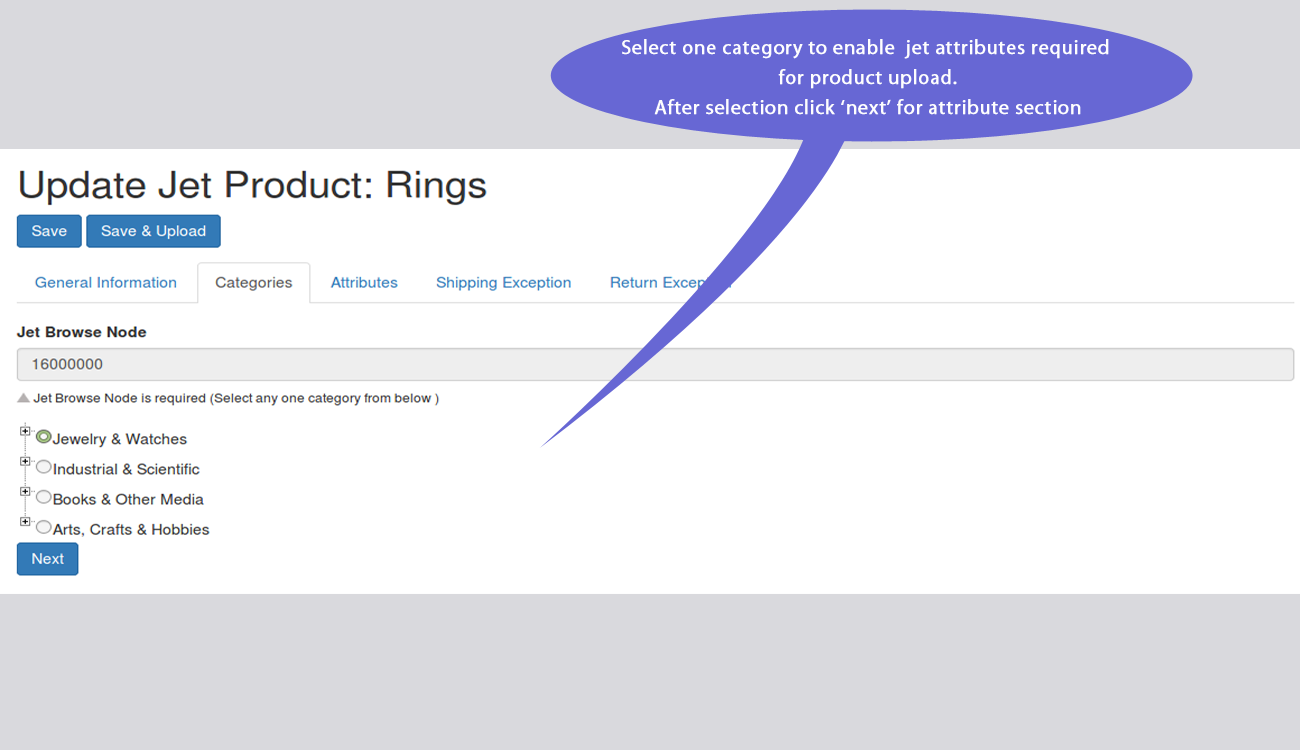 Select one category to enable  jet attributes required
for product upload.
After selection click ‘next’ for attribute section
Update Jet Product: Rings
Save Save & Upload
General Information Categories Attributes Shipping Exception Return
Jet Browse Node
16000000
Jet Browse Node is required (Select any one category from below )
Jewelry & Watches
Industrial & Scientific
Books & Other Media
Arts, Crafts & Hobbies
Next